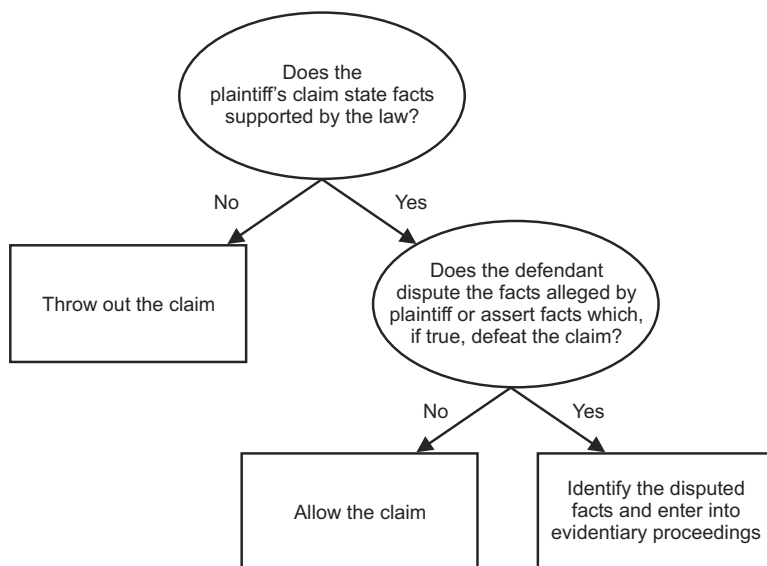 Does the
plaintiff’s claim state facts
supported by the law?
No
Yes
Throw out the claim
Does the defendant
dispute the facts alleged by
plaintiff or assert facts which,
if true, defeat the claim?
No
Yes
Allow the claim
Identify the disputed
facts and enter into
evidentiary proceedings